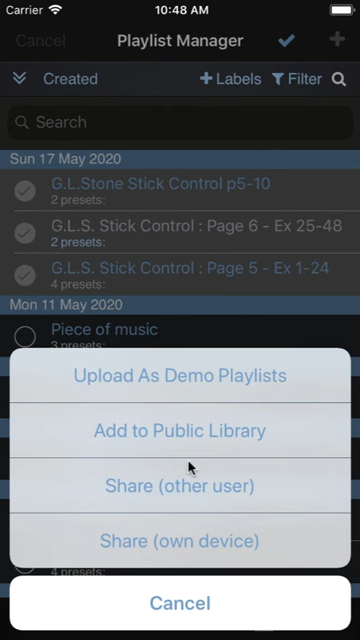 Carrier 10:48 AM
Cancel Playlist Manager
Created Labels Filter
Search
Sun 17 May 2020
G.L.Stone Stick Control p5-10
2 presets:
G.L.S. Stick Control : Page 6 - Ex 25-48
2 presets:
G.L.S. Stick Control : Page 5 - Ex 1-24
4 presets:
Mon 11 May 2020
Piece of music
3 presets:
Upload As Demo Playlists
Add to Public Library
Share (other user)
Share (own device)
4 presets:
Cancel